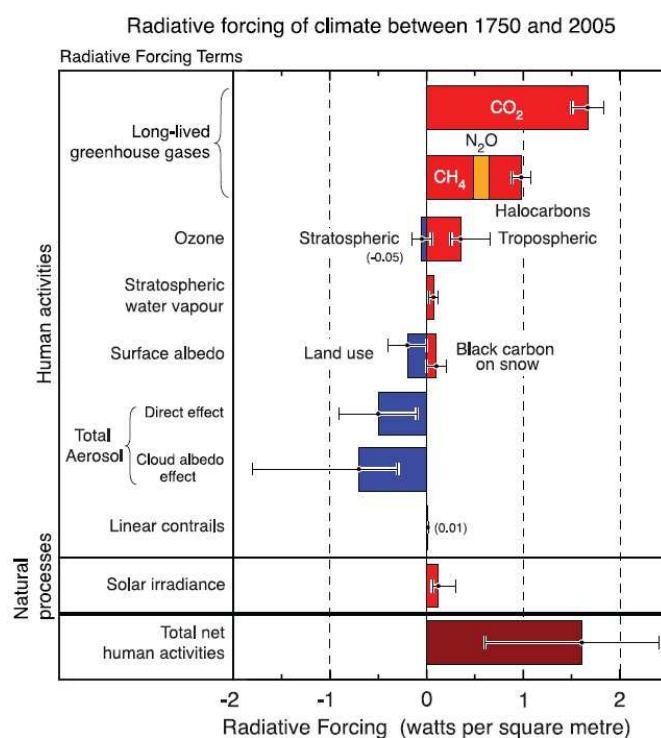 Radiative forcing of climate between 1750 and 2005
Radiative Forcing Terms
CO2
Long-lived
greenhouse gases
N2O
CH4
Halocarbons
Ozone
Stratospheric
(-0.05)
Tropospheric
Human activities
Stratospheric
water vapour
Surface albedo
Land use
Black carbon
on snow
Total
Aerosol
Direct effect
Cloud albedo
effect
Linear contrails
(0.01)
Natural
processes
Solar irradiance
Total net
human activities
-2 -1 0 1 2
Radiative Forcing (watts per square metre)